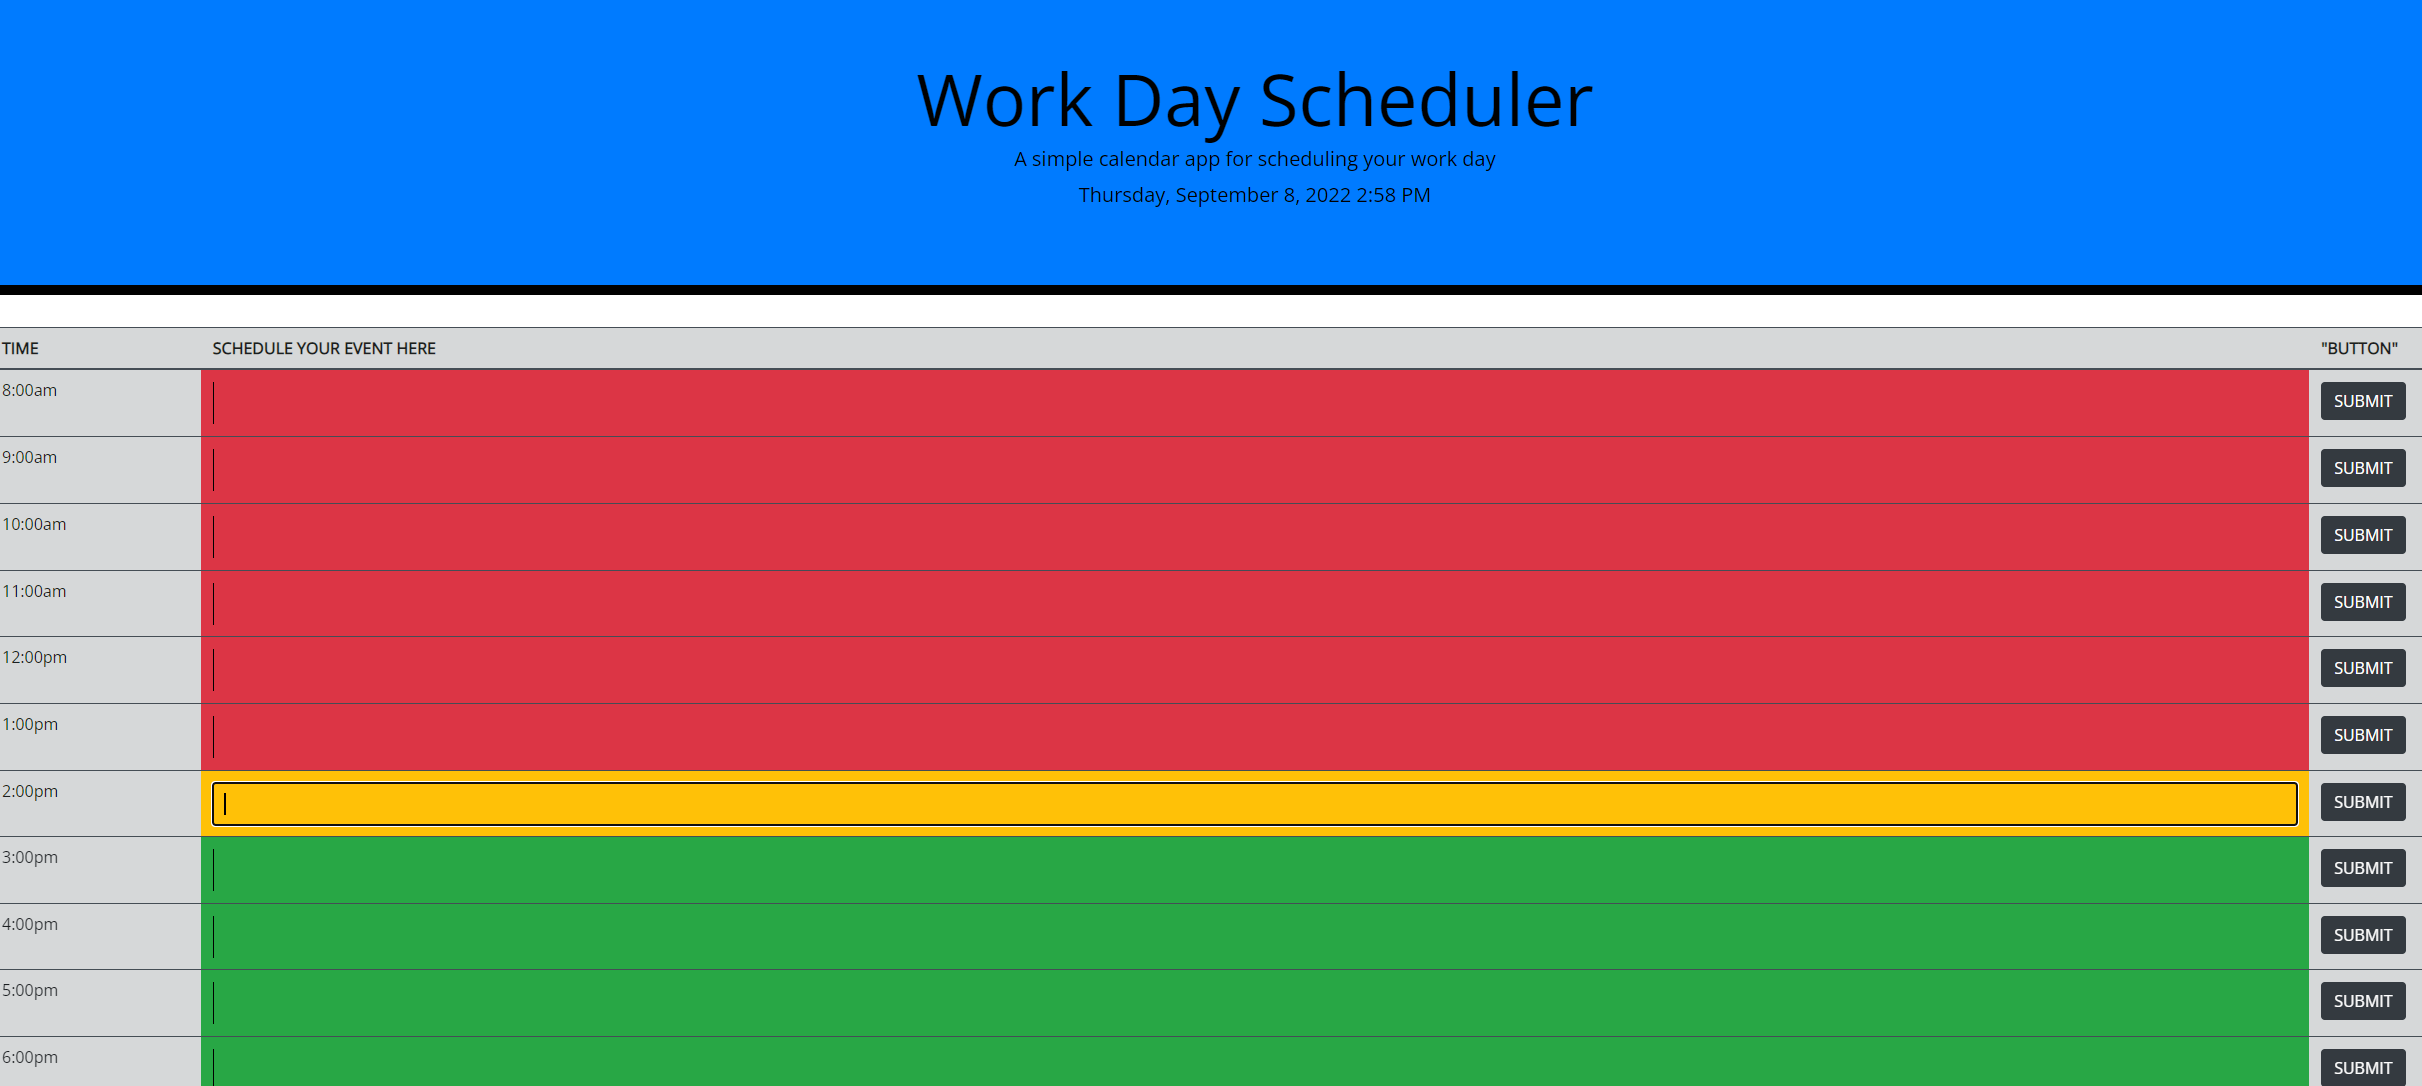 Work Day Scheduler
A simple calendar app for scheduling your work day
Thursday, September 8, 2022 2:58 PM
TIME SCHEDULE YOUR EVENT HERE "BUTTON"
8:00am SUBMIT
9:00am SUBMIT
10:00am SUBMIT
11:00am SUBMIT
12:00pm SUBMIT
1:00pm SUBMIT
2:00pm SUBMIT
3:00pm SUBMIT
4:00pm SUBMIT
5:00pm SUBMIT
6:00pm SUBMIT